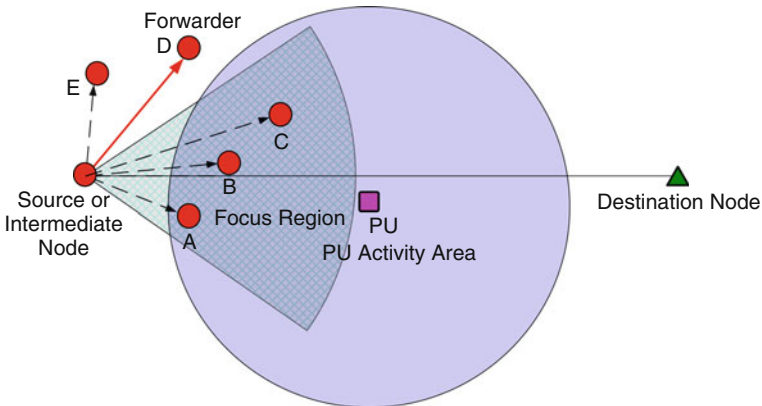 Forwarder
D
E
C
B
A
Source or
Intermediate
Node
Focus Region
PU
PU Activity Area
Destination Node